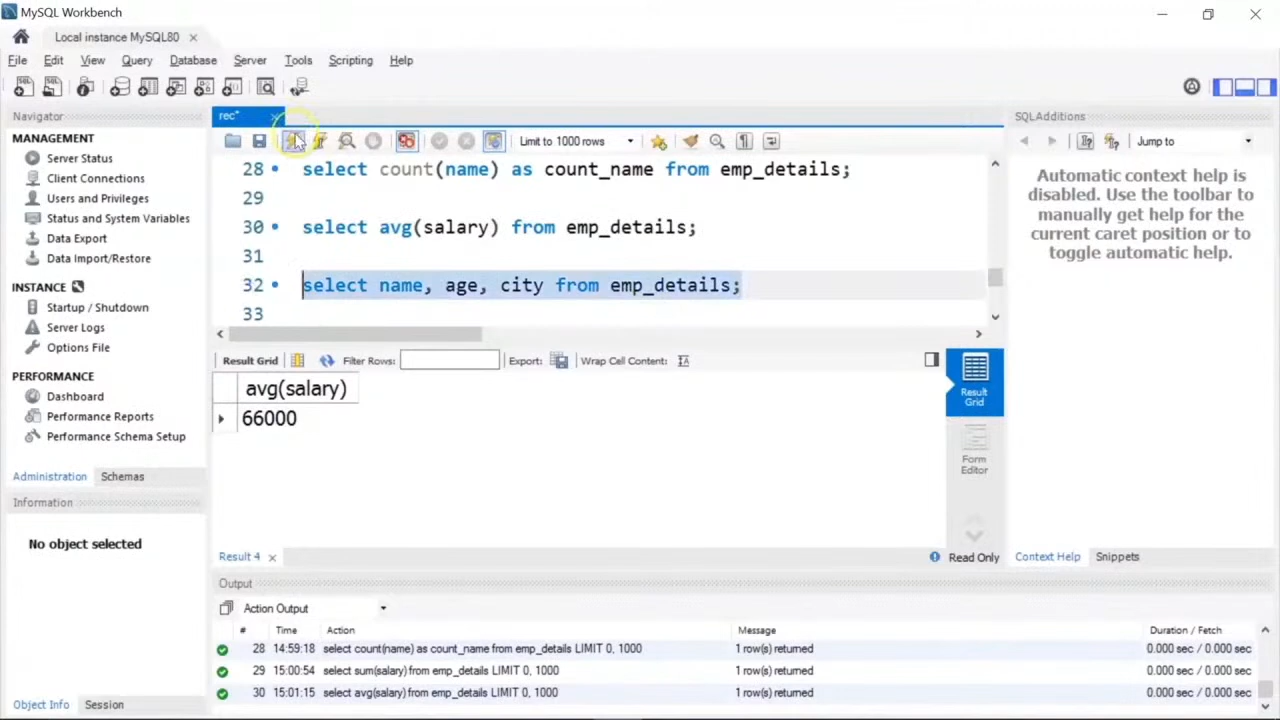 MySQL Workbench
Local instance MySQL80
File Edit View Query Database Server Tools Scripting Help
Navigator
MANAGEMENT
Server Status
Client Connections
Users and Privileges
Status and System Variables
Data Export
Data Import/Restore
INSTANCE
Startup / Shutdown
Server Logs
Options File
PERFORMANCE
Dashboard
Performance Reports
Performance Schema Setup
Administration Schemas
Information
No object selected
Object Info Session
rec*
Limit to 1000 rows
28 select count(name) as count_name from emp_details;
29
30 select avg(salary) from emp_details;
31
32 select name, age, city from emp_details;
33
Result Grid Filter Rows: Export: Wrap Cell Content:
avg(salary)
66000
Result Grid
Form Editor
Result 4
Read Only
SQLAdditions
Jump to
Automatic context help is
disabled. Use the toolbar to
manually get help for the
current caret position or to
toggle automatic help.
Context Help Snippets
Output
Action Output
# Time Action Message Duration / Fetch
28 14:59:18 select count(name) as count_name from emp_details LIMIT 0, 1000 1 row(s) returned 0.000 sec / 0.000 sec
29 15:00:54 select sum(salary) from emp_details LIMIT 0, 1000 1 row(s) returned 0.000 sec / 0.000 sec
30 15:01:15 select avg(salary) from emp_details LIMIT 0, 1000 1 row(s) returned 0.000 sec / 0.000 sec